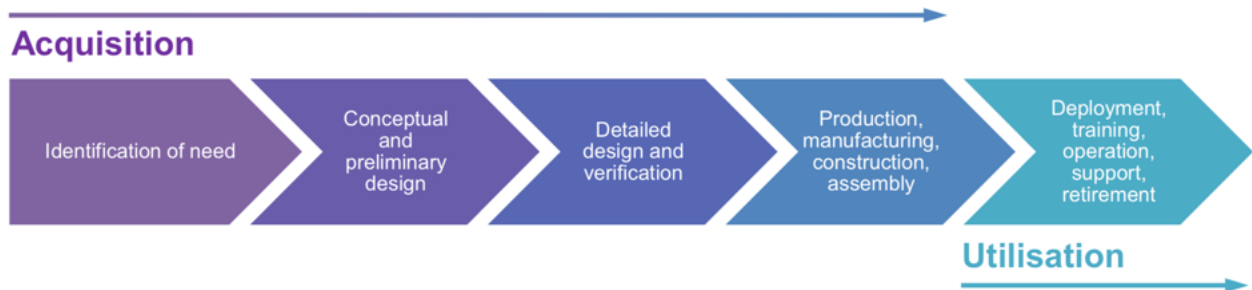 Acquisition
Identification of need
Conceptual
and
preliminary
design
Detailed
design and
verification
Production,
manufacturing,
construction,
assembly
Deployment,
training,
operation,
support,
retirement
Utilisation